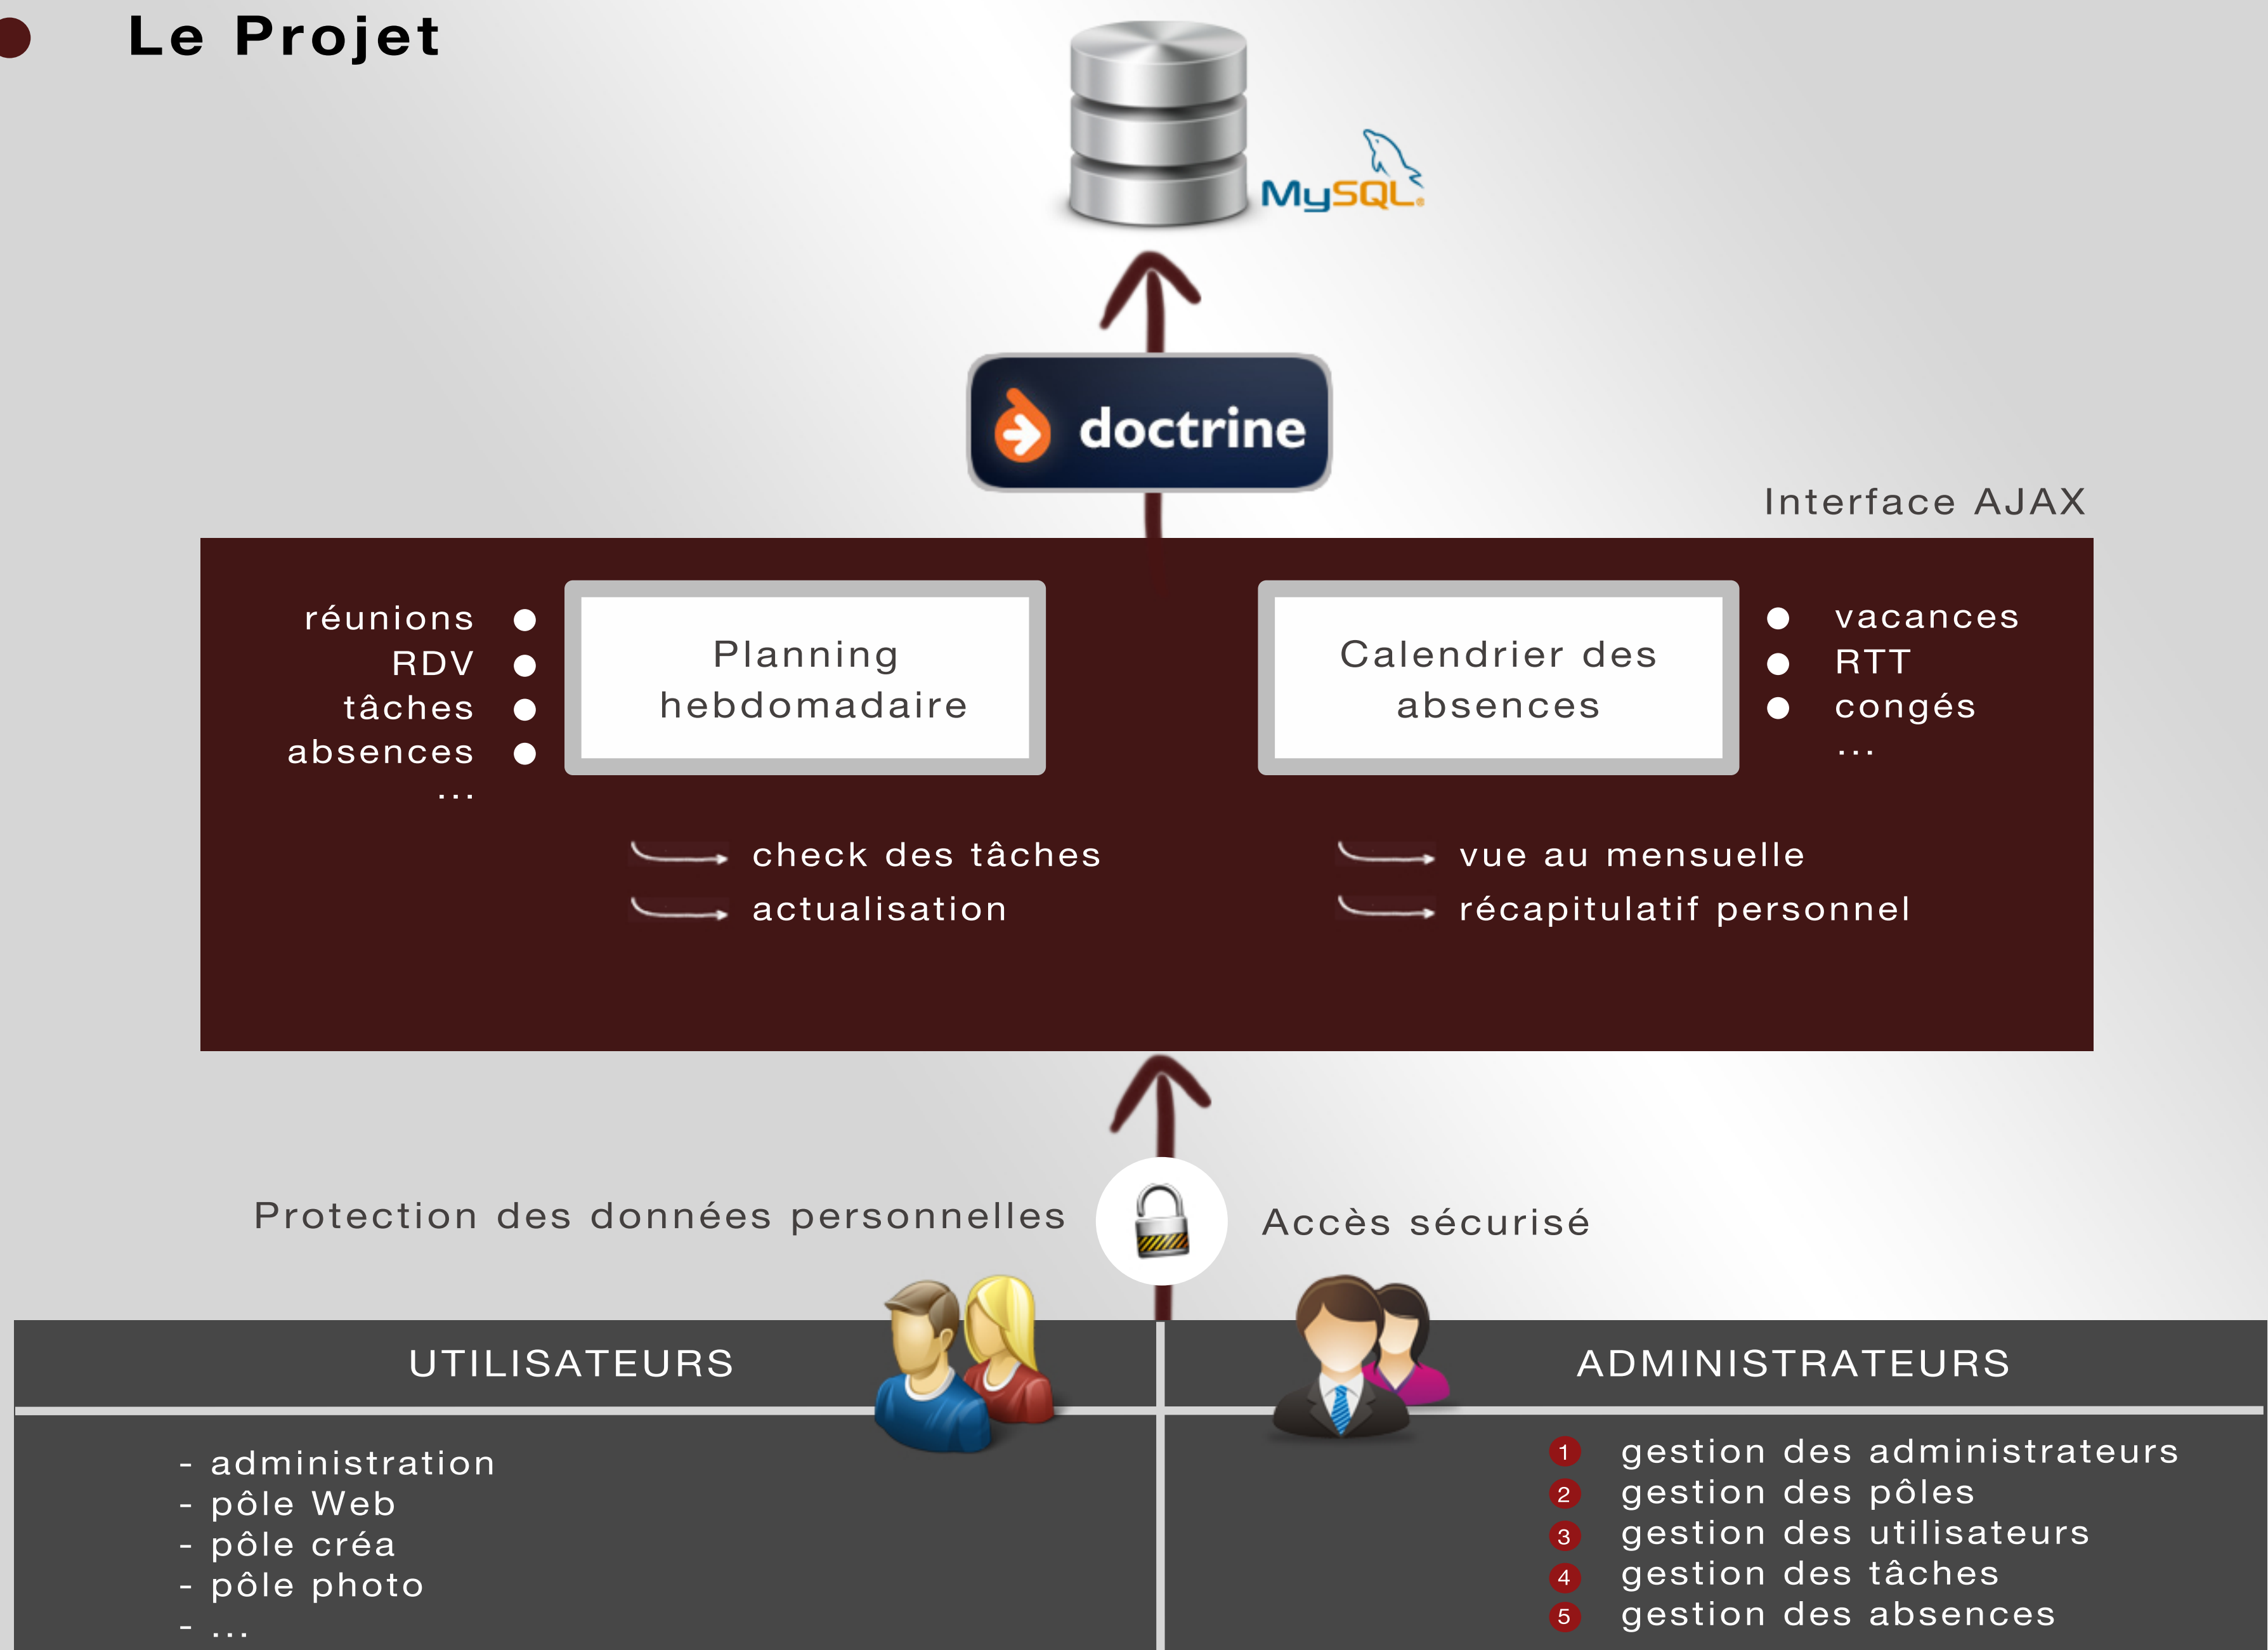 Le Projet
MySQL®
doctrine
Interface AJAX
réunions
RDV
tâches
absences
...
Planning
hebdomadaire
Calendrier des
absences
vacances
RTT
congés
...
check des tâches
actualisation
vue au mensuelle
récapitulatif personnel
Protection des données personnelles
Accès sécurisé
UTILISATEURS
- administration
- pôle Web
- pôle créa
- pôle photo
- ...
ADMINISTRATEURS
1 gestion des administrateurs
2 gestion des pôles
3 gestion des utilisateurs
4 gestion des tâches
5 gestion des absences